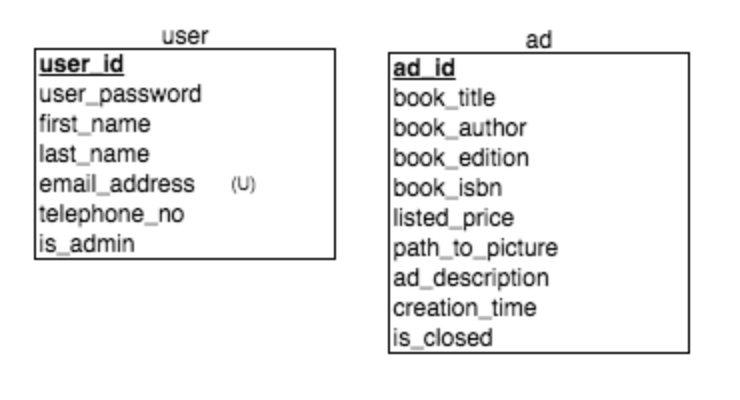 user
user_id
user_password
first_name
last_name
email_address (U)
telephone_no
is_admin
ad
ad_id
book_title
book_author
book_edition
book_isbn
listed_price
path_to_picture
ad_description
creation_time
is_closed